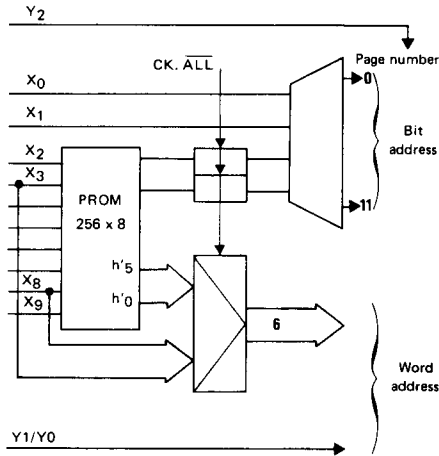 Y2
Page number
CK. ALL
0
X0
X1
Bit address
X2
X3
PROM
256 x 8
11
h'5
h'0
X8
X9
6
Word address
Y1/Y0